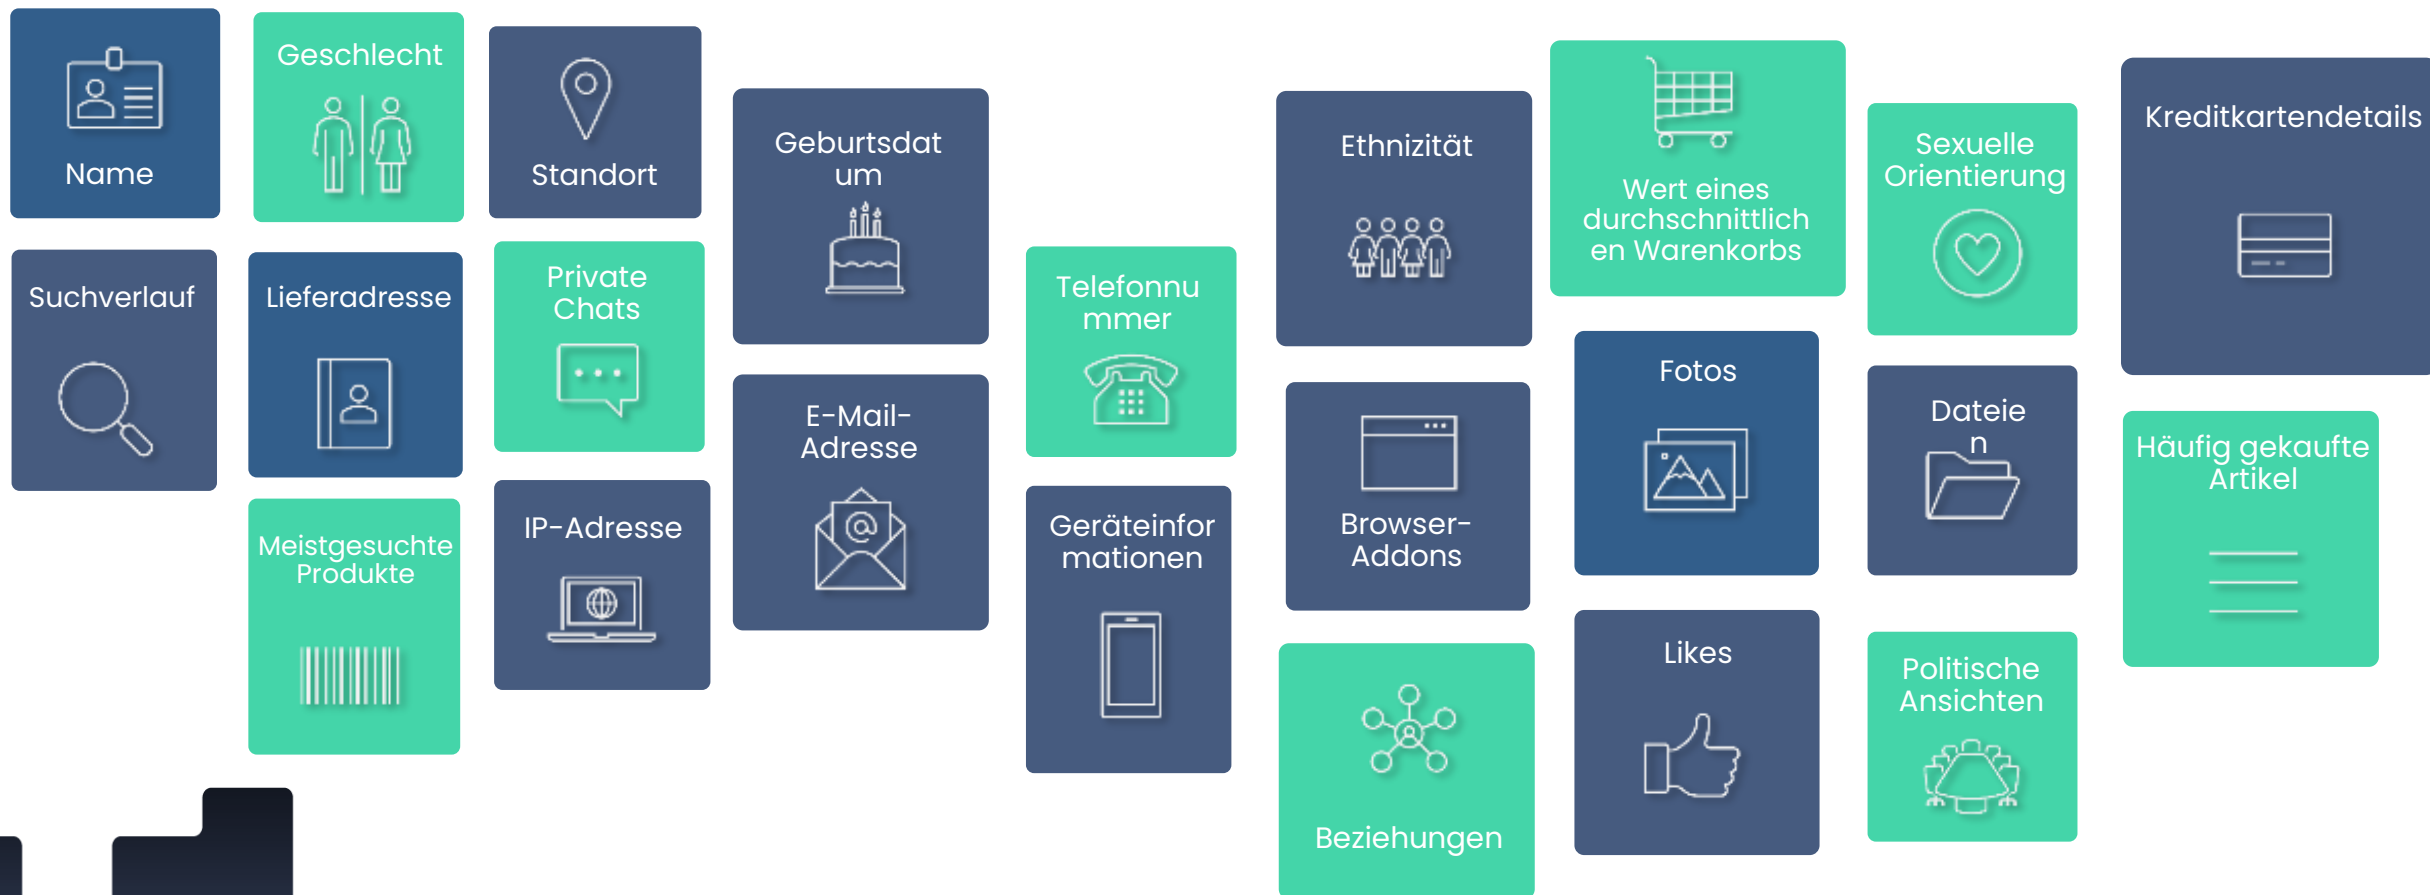 Name
Geschlecht
Standort
Geburtsdat
um
Ethnizität
Wert eines
durchschnittlich
en Warenkorbs
Sexuelle
Orientierung
Kreditkartendetails
Suchverlauf
Lieferadresse
Private
Chats
Telefonnu
mmer
E-Mail-
Adresse
Fotos
Dateie
n
Häufig gekaufte
Artikel
Meistgesuchte
Produkte
IP-Adresse
Geräteinfor
mationen
Browser-
Addons
Beziehungen
Likes
Politische
Ansichten